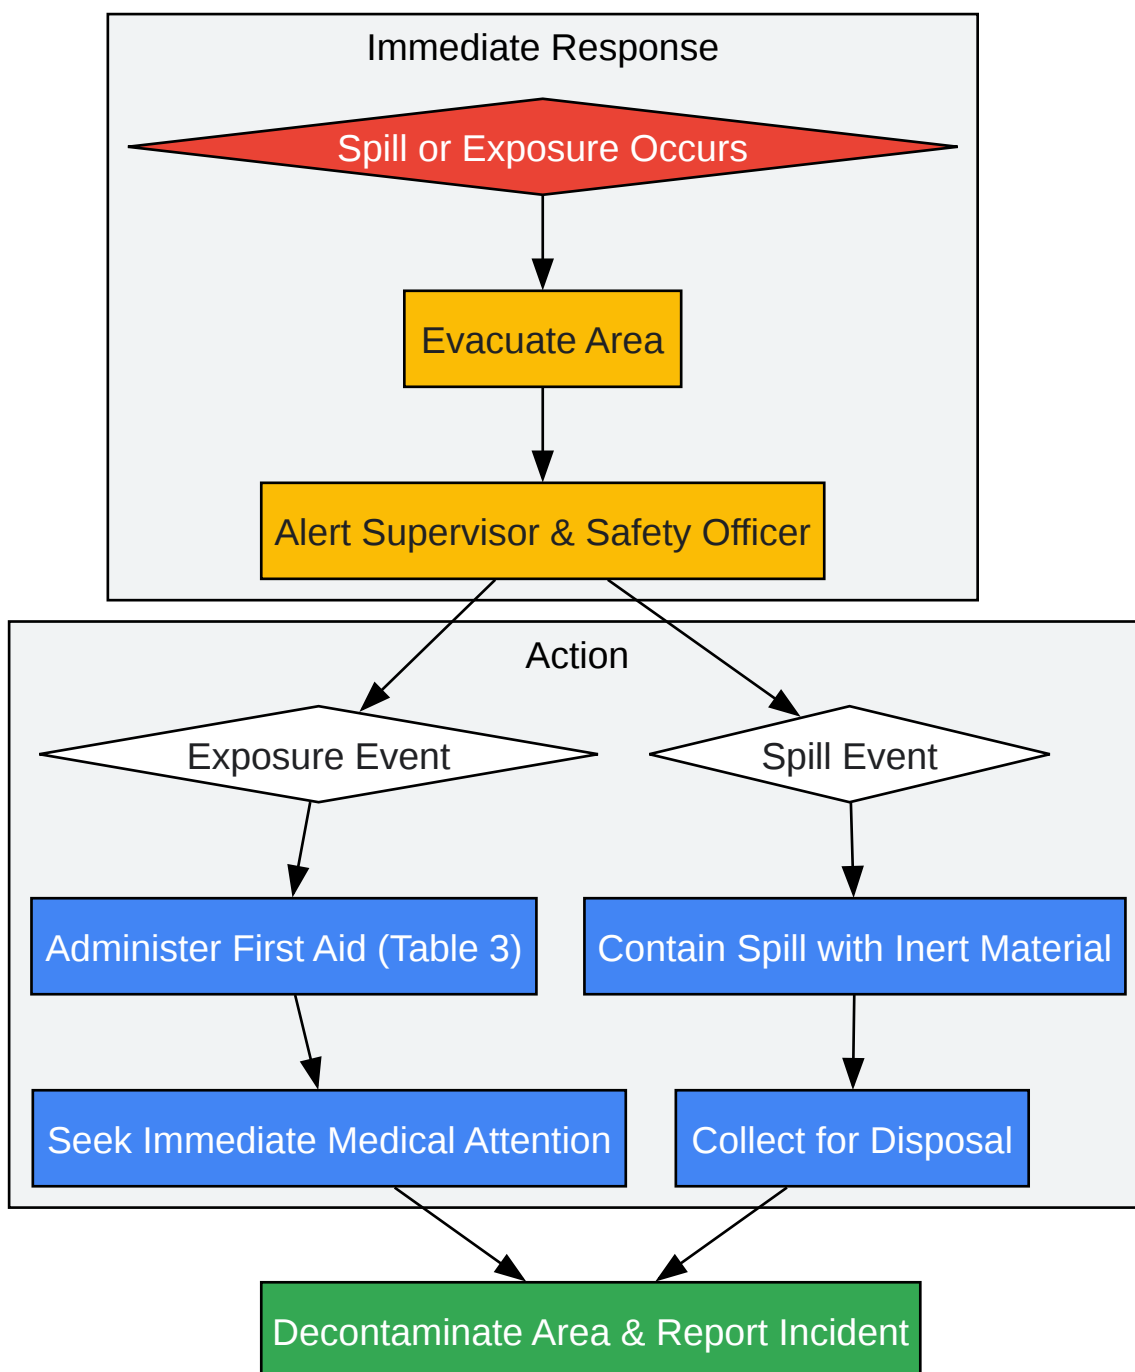 Immediate Response
Spill or Exposure Occurs
Evacuate Area
Alert Supervisor & Safety Officer
Action
Exposure Event
Spill Event
Administer First Aid (Table 3)
Contain Spill with Inert Material
Seek Immediate Medical Attention
Collect for Disposal
Decontaminate Area & Report Incident